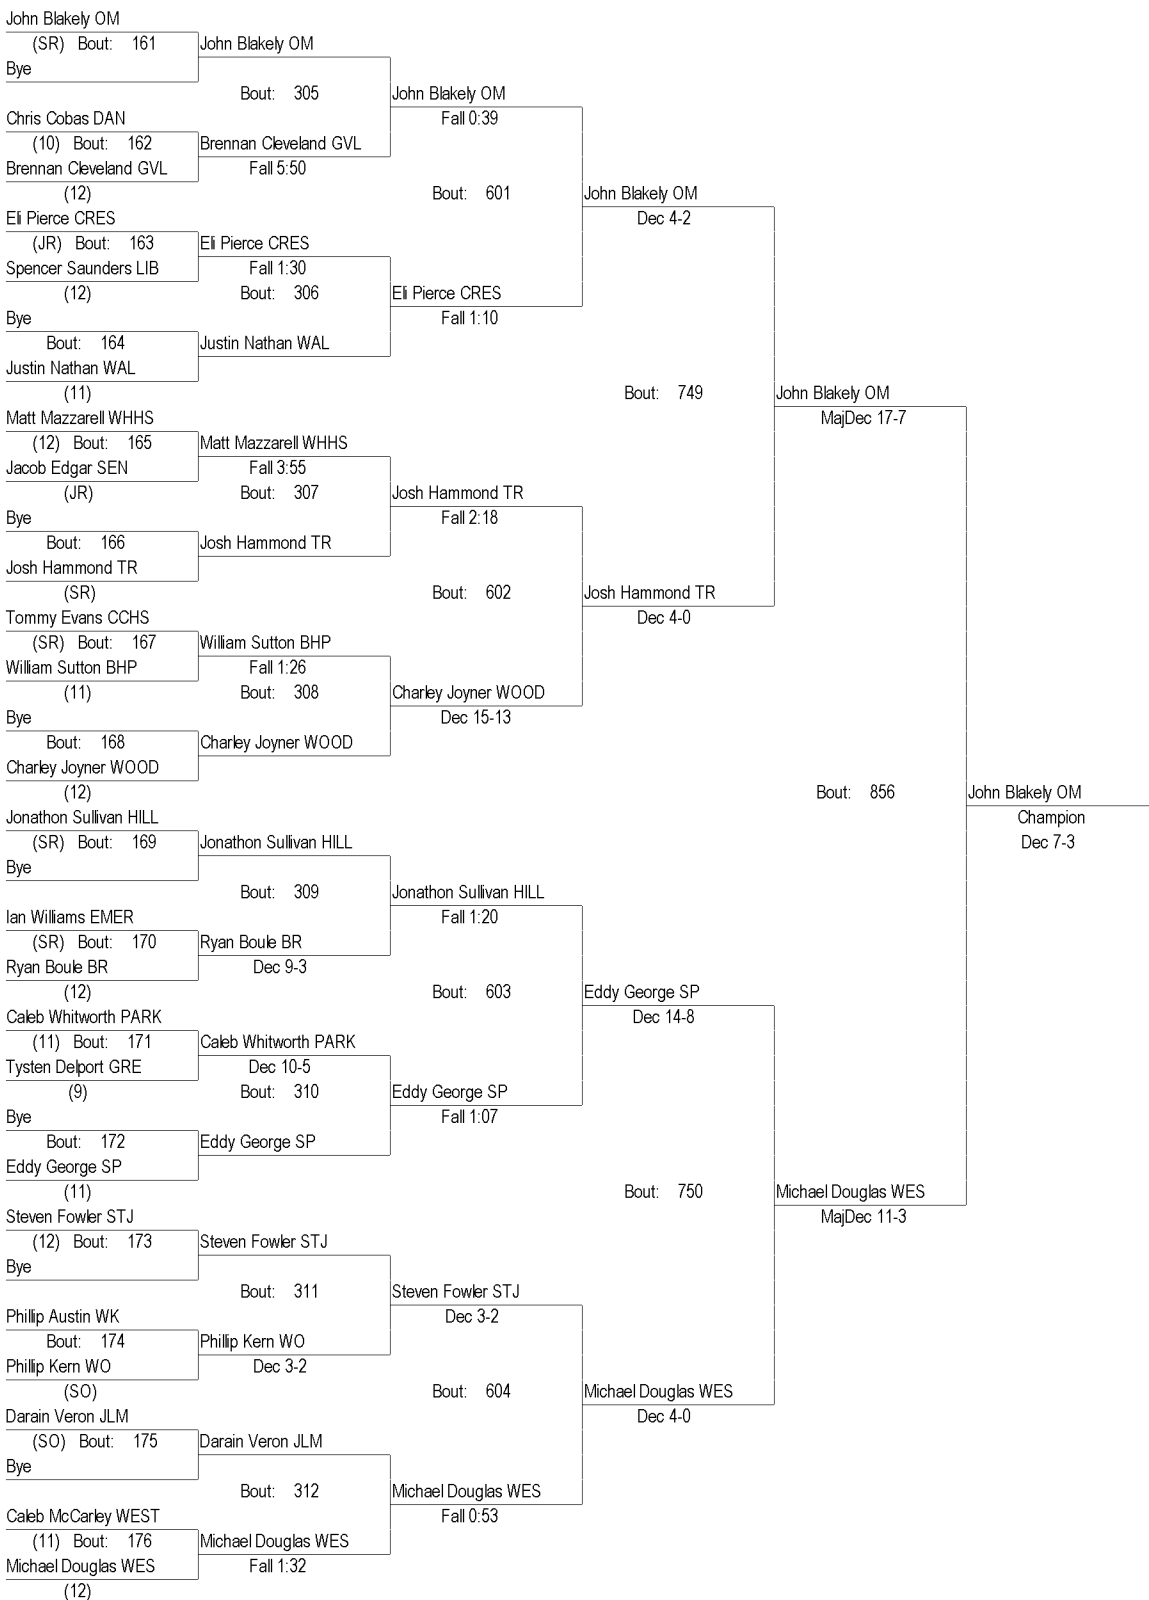 John Blakely OM
(SR) Bout: 161 John Blakely OM
Bye
Bout: 305 John Blakely OM
Chris Cobas DAN Fall 0:39
(10) Bout: 162 Brennan Cleveland GVL
Brennan Cleveland GVL Fall 5:50
(12) Bout: 601 John Blakely OM
Eli Pierce CRES Dec 4-2
(JR) Bout: 163 Eli Pierce CRES
Spencer Saunders LIB Fall 1:30
(12) Bout: 306 Eli Pierce CRES
Bye Fall 1:10
Bout: 164 Justin Nathan WAL
Justin Nathan WAL
(11) Bout: 749 John Blakely OM
Matt Mazzarell WHHS MajDec 17-7
(12) Bout: 165 Matt Mazzarell WHHS
Jacob Edgar SEN Fall 3:55
(JR) Bout: 307 Josh Hammond TR
Bye Fall 2:18
Bout: 166 Josh Hammond TR
Josh Hammond TR
(SR) Bout: 602 Josh Hammond TR
Tommy Evans CCHS Dec 4-0
(SR) Bout: 167 William Sutton BHP
William Sutton BHP Fall 1:26
(11) Bout: 308 Charley Joyner WOOD
Bye Dec 15-13
Bout: 168 Charley Joyner WOOD
Charley Joyner WOOD
(12) Bout: 856 John Blakely OM
Jonathon Sullivan HILL Champion
(SR) Bout: 169 Jonathon Sullivan HILL Dec 7-3
Bye
Bout: 309 Jonathon Sullivan HILL
Ian Williams EMER Fall 1:20
(SR) Bout: 170 Ryan Boule BR
Ryan Boule BR Dec 9-3
(12) Bout: 603 Eddy George SP
Caleb Whitworth PARK Dec 14-8
(11) Bout: 171 Caleb Whitworth PARK
Tysten Delport GRE Dec 10-5
(9) Bout: 310 Eddy George SP
Bye Fall 1:07
Bout: 172 Eddy George SP
Eddy George SP
(11) Bout: 750 Michael Douglas WES
Steven Fowler STJ MajDec 11-3
(12) Bout: 173 Steven Fowler STJ
Bye
Bout: 311 Steven Fowler STJ
Phillip Austin WK Dec 3-2
Bout: 174 Phillip Kern WO
Phillip Kern WO Dec 3-2
(SO) Bout: 604 Michael Douglas WES
Darain Veron JLM Dec 4-0
(SO) Bout: 175 Darain Veron JLM
Bye
Bout: 312 Michael Douglas WES
Caleb McCarley WEST Fall 0:53
(11) Bout: 176 Michael Douglas WES
Michael Douglas WES Fall 1:32
(12)